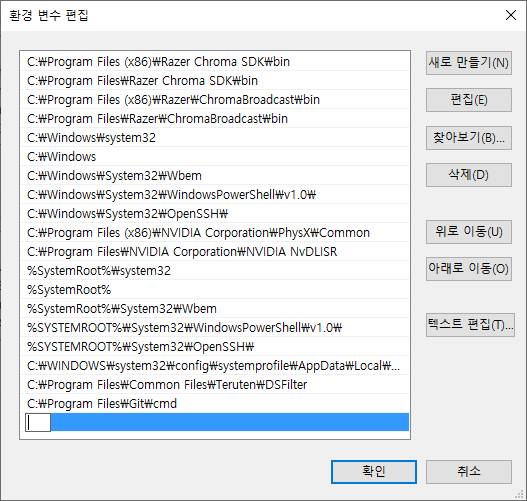 환경 변수 편집
C:₩Program Files (x86)₩Razer Chroma SDK₩bin
C:₩Program Files₩Razer Chroma SDK₩bin
C:₩Program Files (x86)₩Razer₩ChromaBroadcast₩bin
C:₩Program Files₩Razer₩ChromaBroadcast₩bin
C:₩Windows₩system32
C:₩Windows
C:₩Windows₩System32₩Wbem
C:₩Windows₩System32₩WindowsPowerShell₩v1.0₩
C:₩Windows₩System32₩OpenSSH₩
C:₩Program Files (x86)₩NVIDIA Corporation₩PhysX₩Common
C:₩Program Files₩NVIDIA Corporation₩NVIDIA NvDLISR
%SystemRoot%₩system32
%SystemRoot%
%SystemRoot%₩System32₩Wbem
%SYSTEMROOT%₩System32₩WindowsPowerShell₩v1.0₩
%SYSTEMROOT%₩System32₩OpenSSH₩
C:₩WINDOWS₩system32₩config₩systemprofile₩AppData₩Local₩...
C:₩Program Files₩Common Files₩Teruten₩DSFilter
C:₩Program Files₩Git₩cmd
새로 만들기(N)
편집(E)
찾아보기(B)...
삭제(D)
위로 이동(U)
아래로 이동(O)
텍스트 편집(T)...
확인
취소